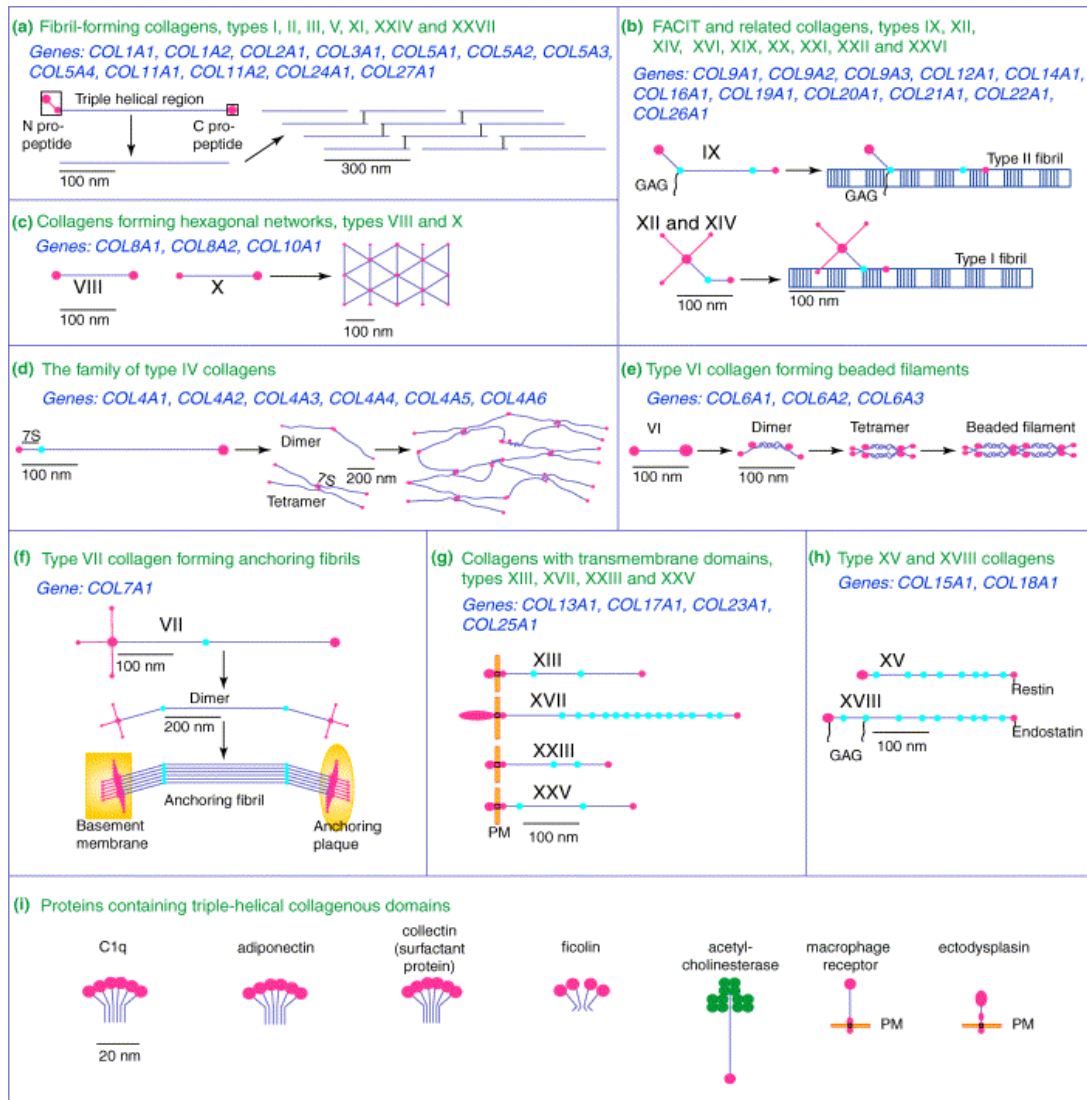 (a) Fibril-forming collagens, types I, II, III, V, XI, XXIV and XXVII
Genes: COL1A1, COL1A2, COL2A1, COL3A1, COL5A1, COL5A2, COL5A3,
COL5A4, COL11A1, COL11A2, COL24A1, COL27A1
Triple helical region
N pro-
peptide
C pro-
peptide
100 nm
300 nm
(b) FACIT and related collagens, types IX, XII,
XIV, XVI, XIX, XX, XXI, XXII and XXVI
Genes: COL9A1, COL9A2, COL9A3, COL12A1, COL14A1,
COL16A1, COL19A1, COL20A1, COL21A1, COL22A1,
COL26A1
IX
GAG
Type II fibril
GAG
XII and XIV
Type I fibril
100 nm
100 nm
(c) Collagens forming hexagonal networks, types VIII and X
Genes: COL8A1, COL8A2, COL10A1
VIII
X
100 nm
100 nm
(d) The family of type IV collagens
Genes: COL4A1, COL4A2, COL4A3, COL4A4, COL4A5, COL4A6
7S
100 nm
Dimer
200 nm
7S
Tetramer
(e) Type VI collagen forming beaded filaments
Genes: COL6A1, COL6A2, COL6A3
VI
Dimer
Tetramer
Beaded filament
100 nm
100 nm
(f) Type VII collagen forming anchoring fibrils
Gene: COL7A1
VII
100 nm
Dimer
200 nm
Anchoring fibril
Basement
membrane
Anchoring
plaque
(g) Collagens with transmembrane domains,
types XIII, XVII, XXIII and XXV
Genes: COL13A1, COL17A1, COL23A1,
COL25A1
XIII
XVII
XXIII
XXV
PM
100 nm
(h) Type XV and XVIII collagens
Genes: COL15A1, COL18A1
XV
Restin
XVIII
Endostatin
GAG
100 nm
(i) Proteins containing triple-helical collagenous domains
C1q
adiponectin
collectin
(surfactant
protein)
ficolin
acetyl-
cholinesterase
macrophage
receptor
ectodysplasin
PM
PM
20 nm